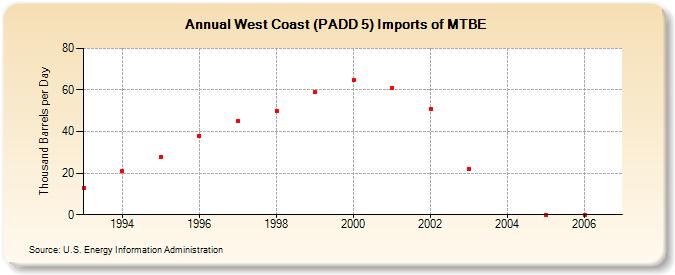 Annual West Coast (PADD 5) Imports of MTBE
Thousand Barrels per Day
80
60
40
20
0
1994 1996 1998 2000 2002 2004 2006
Source: U.S. Energy Information Administration